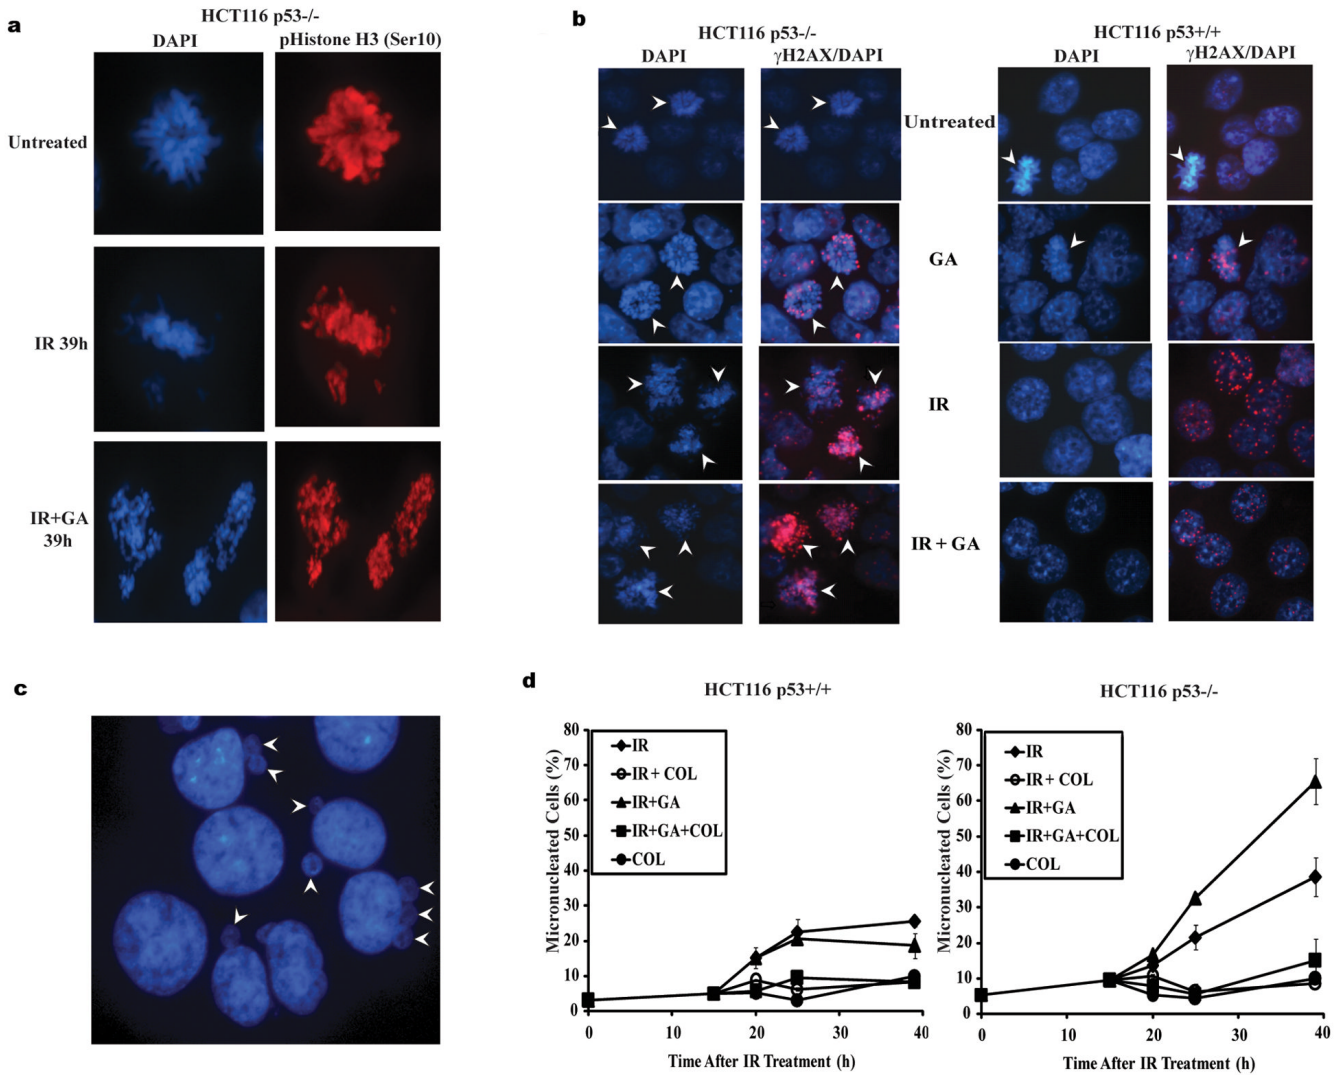 a
HCT116 p53-/-
DAPI
pHistone H3 (Ser10)
Untreated
IR 39h
IR+GA
39h
b
HCT116 p53-/-
DAPI
γH2AX/DAPI
HCT116 p53+/+
DAPI
γH2AX/DAPI
Untreated
GA
IR
IR + GA
c
d
HCT116 p53+/+
Micronucleated Cells (%)
80
70
60
50
40
30
20
10
0
IR
IR+ COL
IR+GA
IR+GA+COL
COL
0
10
20
30
40
Time After IR Treatment (h)
HCT116 p53-/-
Micronucleated Cells (%)
80
70
60
50
40
30
20
10
0
IR
IR+ COL
IR+GA
IR+GA+COL
COL
0
10
20
30
40
Time After IR Treatment (h)